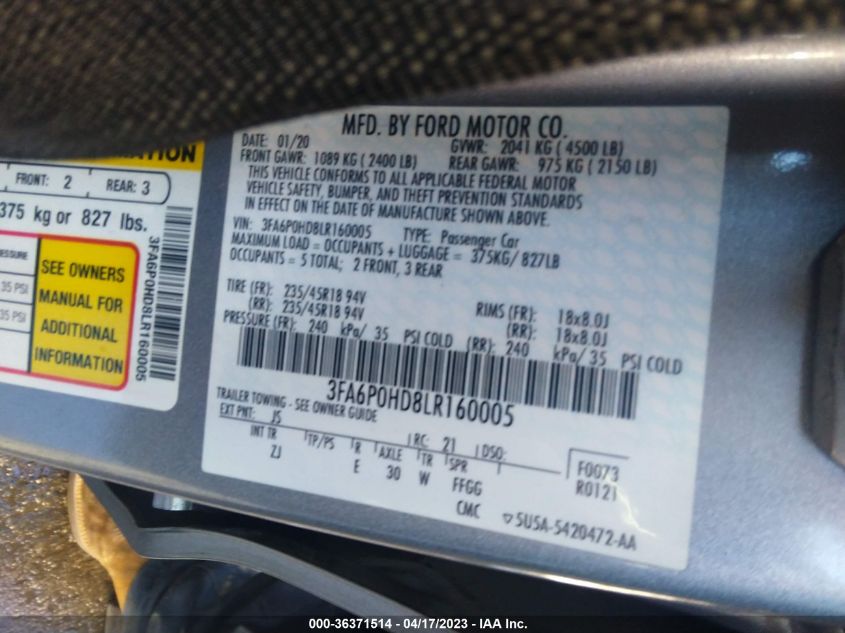 MFD. BY FORD MOTOR CO.
DATE: 01/20 GVWR: 2041 KG (4500 LB)
FRONT GAWR: 1089 KG (2400 LB) REAR GAWR: 975 KG (2150 LB)
THIS VEHICLE CONFORMS TO ALL APPLICABLE FEDERAL MOTOR
VEHICLE SAFETY, BUMPER, AND THEFT PREVENTION STANDARDS
IN EFFECT ON THE DATE OF MANUFACTURE SHOWN ABOVE.
VIN: 3FA6P0HD8LR160005 TYPE: Passenger Car
MAXIMUM LOAD = OCCUPANTS + LUGGAGE = 375KG/ 827LB
OCCUPANTS = 5 TOTAL; 2 FRONT, 3 REAR
TIRE (FR): 235/45R18 94V RIMS (FR): 18x8.0J
(RR): 235/45R18 94V (RR): 18x8.0J
PRESSURE (FR): 240 kPa/ 35 PSI COLD (RR): 240 kPa/ 35 PSI COLD
3FA6P0HD8LR160005
TRAILER TOWING - SEE OWNER GUIDE
EXT PNT: J5 RC: 21 DSO:
INT TR TP/PS R AXLE TR SPR F0073
ZJ E 30 W FFGG R0121
CMC ▽5U5A-5420472-AA
FRONT: 2 REAR: 3
375 kg or 827 lbs.
35 PSI
35 PSI
SEE OWNERS
MANUAL FOR
ADDITIONAL
INFORMATION
3FA6P0HD8LR160005
000-36371514 - 04/17/2023 - IAA Inc.